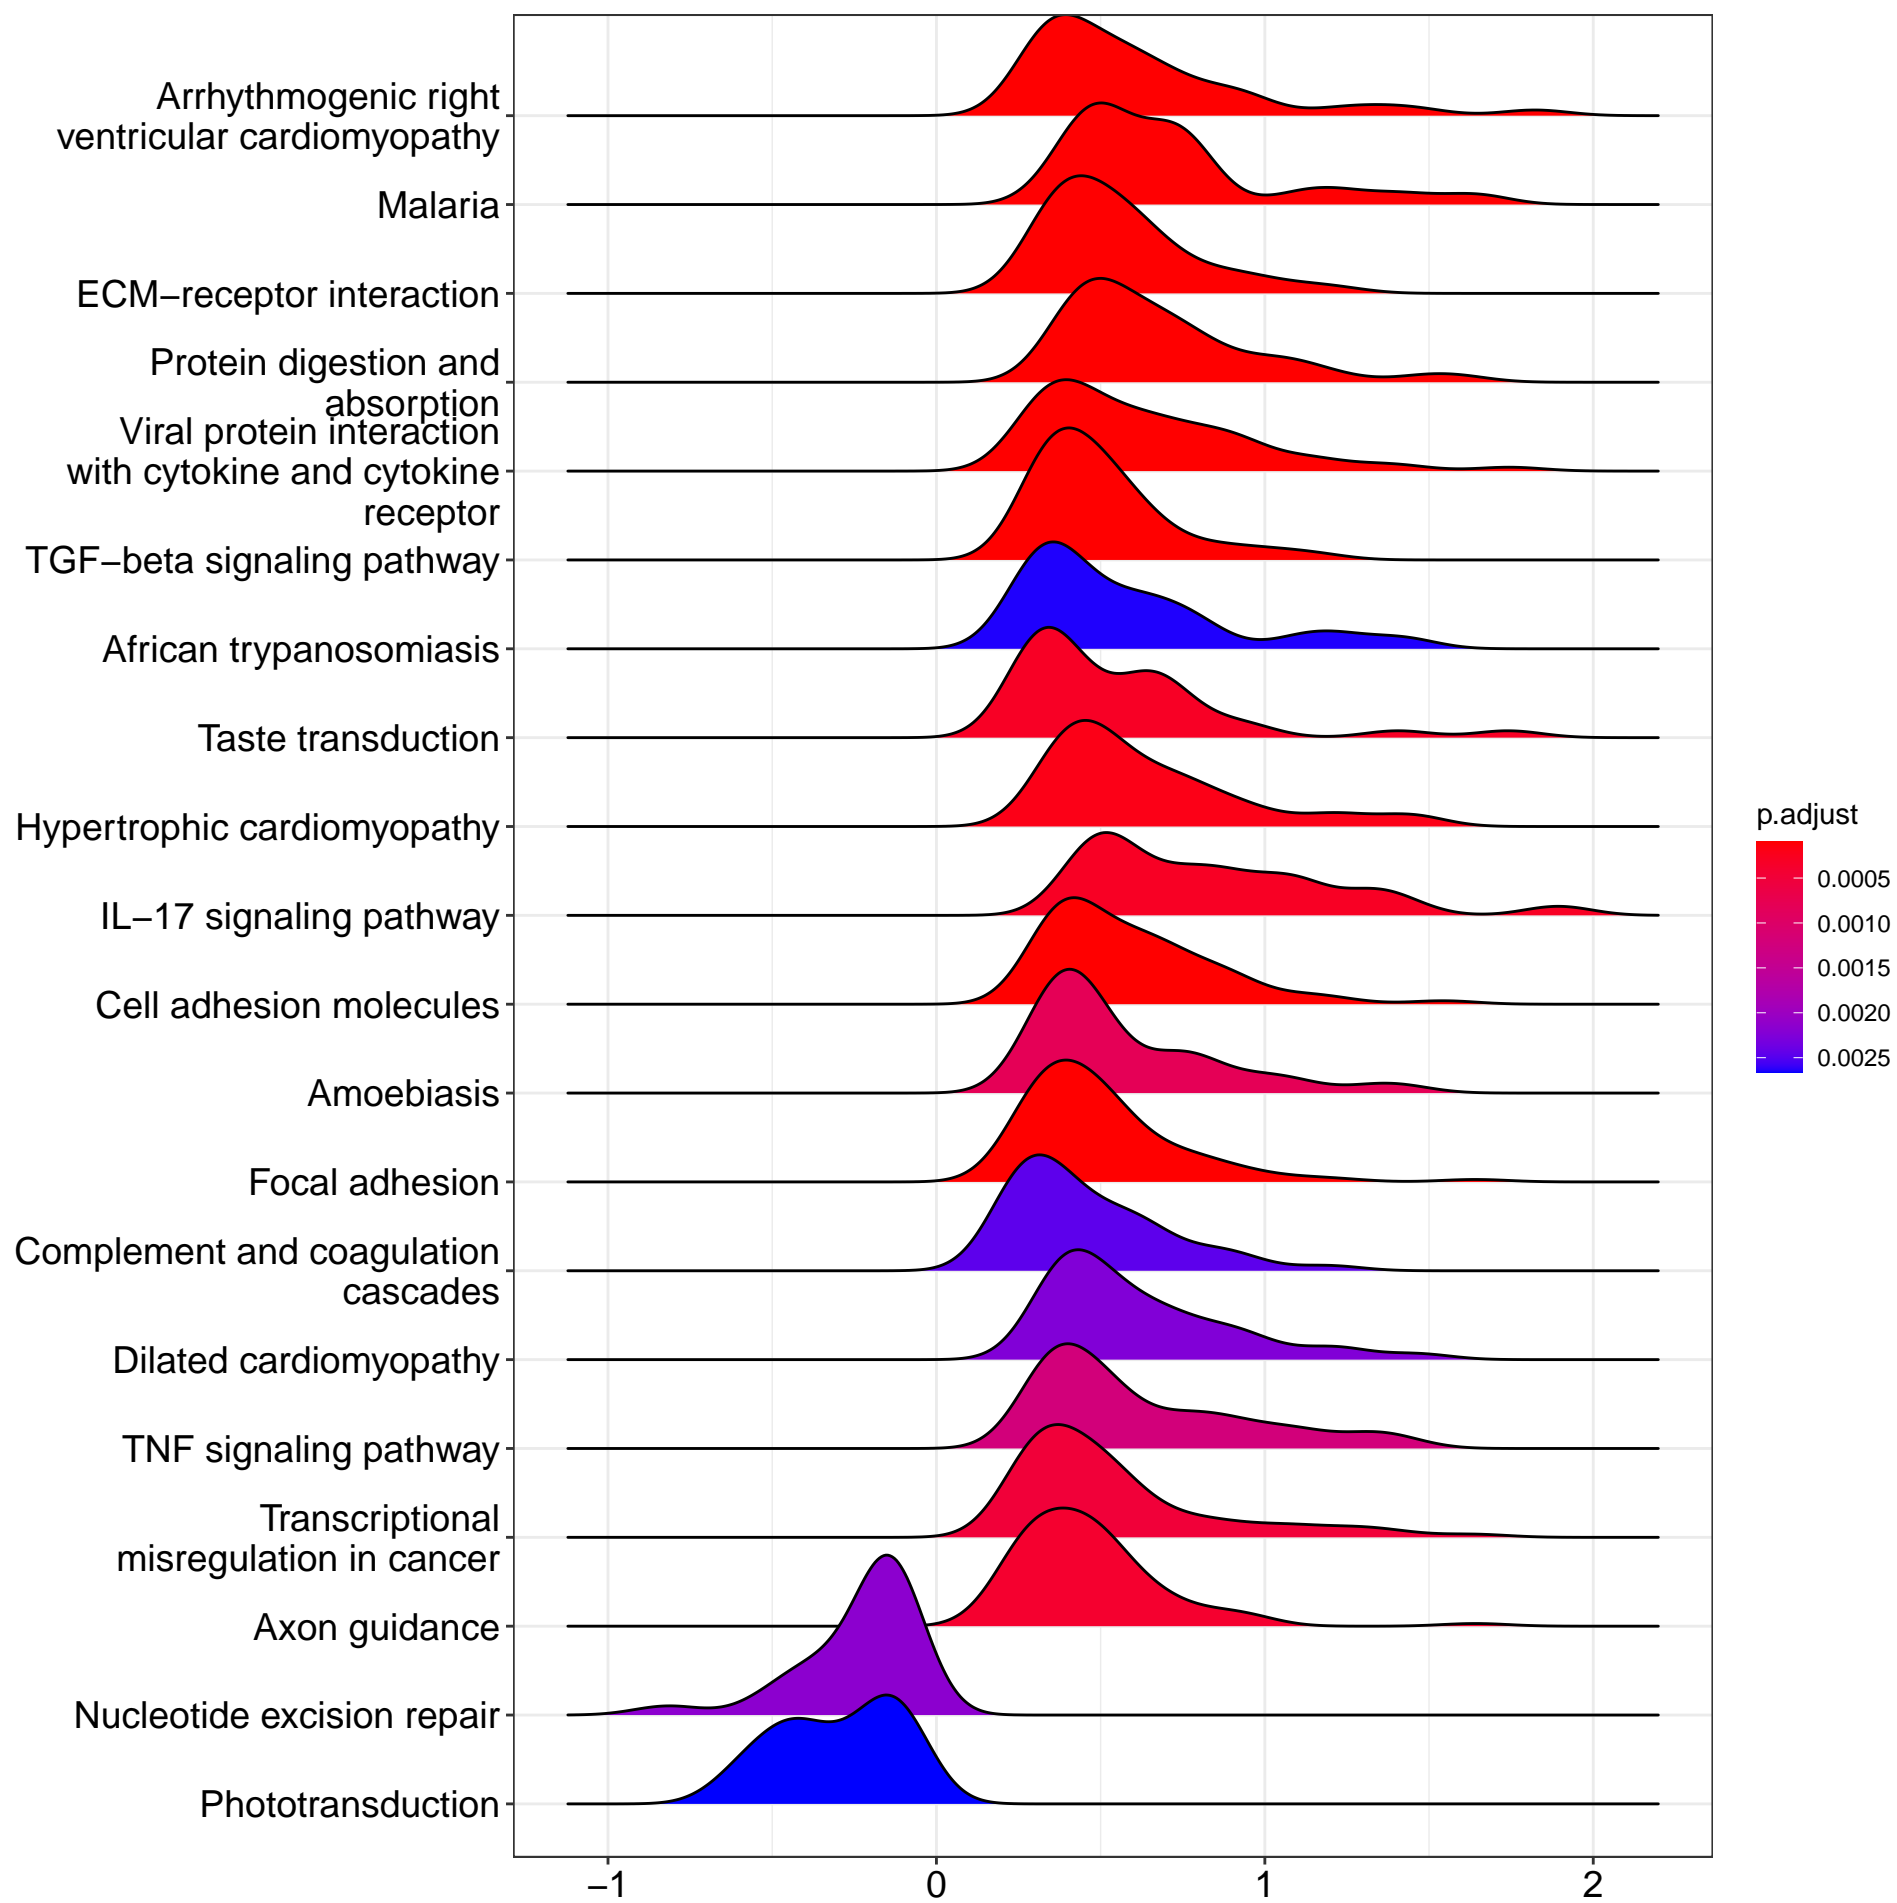 Arrhythmogenic right
ventricular cardiomyopathy
Malaria
ECM−receptor interaction
Protein digestion and
absorption
Viral protein interaction
with cytokine and cytokine
receptor
TGF−beta signaling pathway
African trypanosomiasis
Taste transduction
Hypertrophic cardiomyopathy
IL−17 signaling pathway
Cell adhesion molecules
Amoebiasis
Focal adhesion
Complement and coagulation
cascades
Dilated cardiomyopathy
TNF signaling pathway
Transcriptional
misregulation in cancer
Axon guidance
Nucleotide excision repair
Phototransduction
−1 0 1 2
p.adjust
0.0005
0.0010
0.0015
0.0020
0.0025